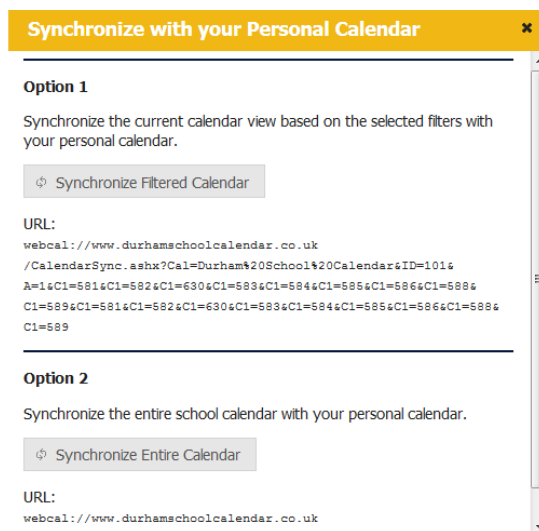 Synchronize with your Personal Calendar
Option 1
Synchronize the current calendar view based on the selected filters with
your personal calendar.
Synchronize Filtered Calendar
URL:
webcal://www.durhamschoolcalendar.co.uk
/CalendarSync.ashx?Cal=Durham%20School%20Calendar&ID=101&
A=1&C1=581&C1=582&C1=630&C1=583&C1=584&C1=585&C1=586&C1=588&
C1=589&C1=581&C1=582&C1=630&C1=583&C1=584&C1=585&C1=586&C1=588&
C1=589
Option 2
Synchronize the entire school calendar with your personal calendar.
Synchronize Entire Calendar
URL:
webcal://www.durhamschoolcalendar.co.uk